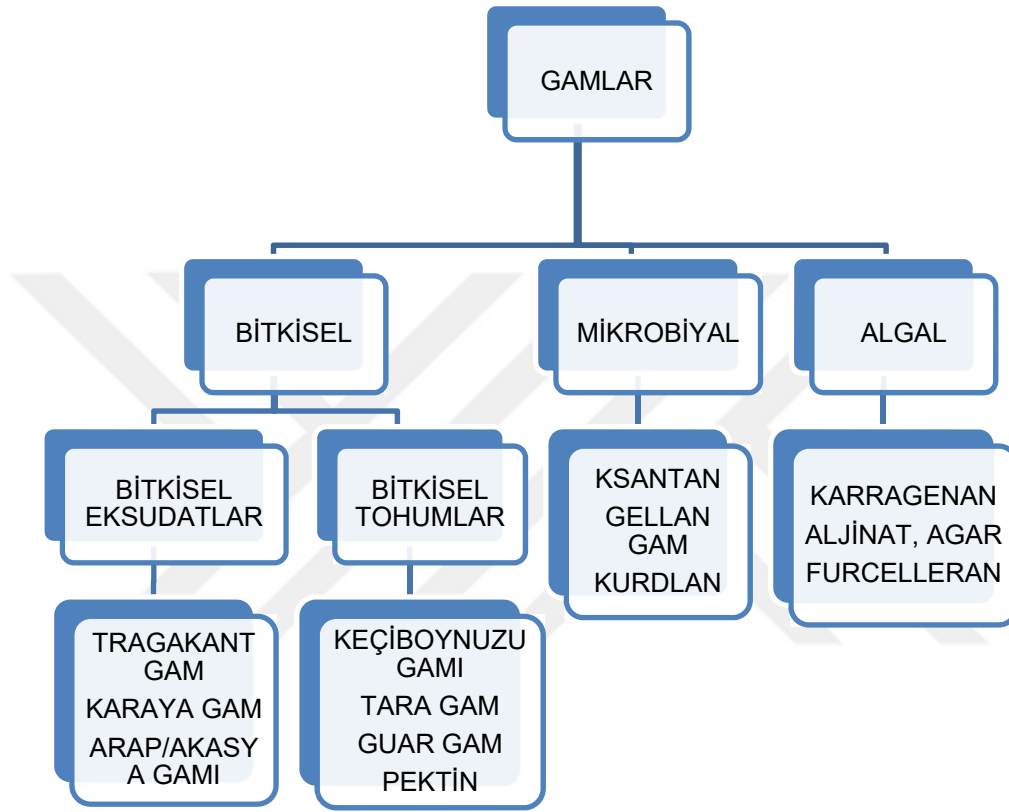 GAMLAR
BİTKİSEL
MİKROBİYAL
ALGAL
BİTKİSEL
EKSUDATLAR
BİTKİSEL
TOHUMLAR
KSANTAN
GELLAN
GAM
KURDLAN
KARRAGENAN
ALJİNAT, AGAR
FURCELLERAN
TRAGAKANT
GAM
KARAYA GAM
ARAP/AKASY
A GAMI
KEÇİBOYNUZU
GAMI
TARA GAM
GUAR GAM
PEKTİN